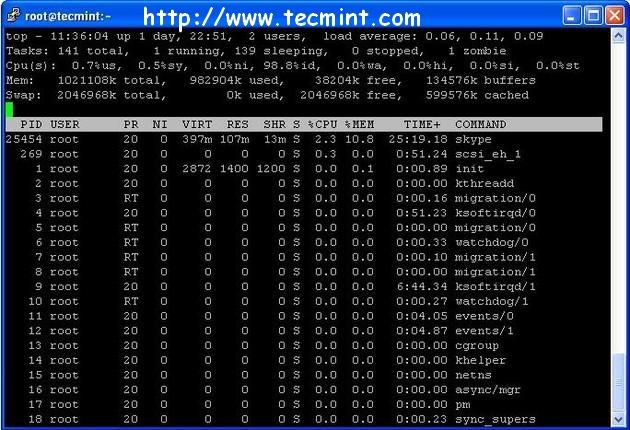 root@tecmint:~
http://www.tecmint.com
top - 11:36:04 up 1 day, 22:51, 2 users, load average: 0.06, 0.11, 0.09
Tasks: 141 total, 1 running, 139 sleeping, 0 stopped, 1 zombie
Cpu(s): 0.7%us, 0.5%sy, 0.0%ni, 98.8%id, 0.0%wa, 0.0%hi, 0.0%si, 0.0%st
Mem: 1021108k total, 982904k used, 38204k free, 134576k buffers
Swap: 2046968k total, 0k used, 2046968k free, 599576k cached
PID USER PR NI VIRT RES SHR S %CPU %MEM TIME+ COMMAND
25454 root 20 0 397m 107m 13m S 2.3 10.8 25:19.18 skype
269 root 20 0 0 0 0 S 0.3 0.0 0:51.24 scsi_eh_1
1 root 20 0 2872 1400 1200 S 0.0 0.1 0:00.89 init
2 root 20 0 0 0 0 S 0.0 0.0 0:00.00 kthreadd
3 root RT 0 0 0 0 S 0.0 0.0 0:00.16 migration/0
4 root 20 0 0 0 0 S 0.0 0.0 0:51.23 ksoftirqd/0
5 root RT 0 0 0 0 S 0.0 0.0 0:00.00 migration/0
6 root RT 0 0 0 0 S 0.0 0.0 0:00.33 watchdog/0
7 root RT 0 0 0 0 S 0.0 0.0 0:00.10 migration/1
8 root RT 0 0 0 0 S 0.0 0.0 0:00.00 migration/1
9 root 20 0 0 0 0 S 0.0 0.0 6:44.34 ksoftirqd/1
10 root RT 0 0 0 0 S 0.0 0.0 0:00.27 watchdog/1
11 root 20 0 0 0 0 S 0.0 0.0 0:04.05 events/0
12 root 20 0 0 0 0 S 0.0 0.0 0:04.87 events/1
13 root 20 0 0 0 0 S 0.0 0.0 0:00.00 cgroup
14 root 20 0 0 0 0 S 0.0 0.0 0:00.00 khelper
15 root 20 0 0 0 0 S 0.0 0.0 0:00.00 netns
16 root 20 0 0 0 0 S 0.0 0.0 0:00.00 async/mgr
17 root 20 0 0 0 0 S 0.0 0.0 0:00.00 pm
18 root 20 0 0 0 0 S 0.0 0.0 0:00.23 sync_supers